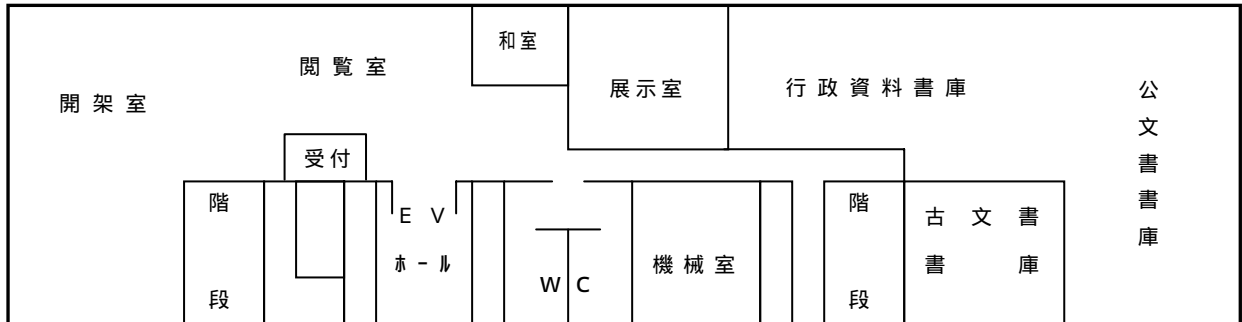 和室
閲覧室
展示室
行政資料書庫
開架室
公文書書庫
受付
階段
EV
ホール
WC
機械室
階段
古文書
書庫